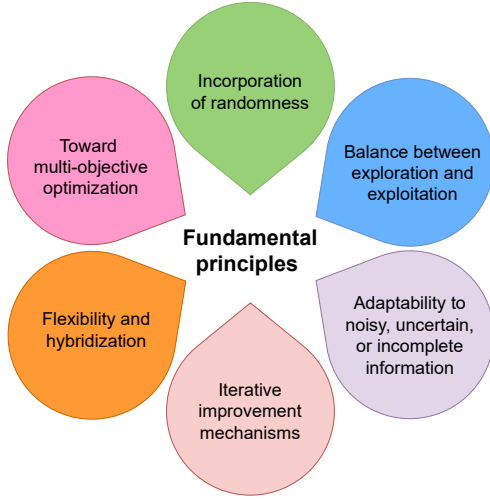 Incorporation
of randomness
Balance between
exploration and
exploitation
Adaptability to
noisy, uncertain,
or incomplete
information
Iterative
improvement
mechanisms
Flexibility and
hybridization
Toward
multi-objective
optimization
Fundamental
principles